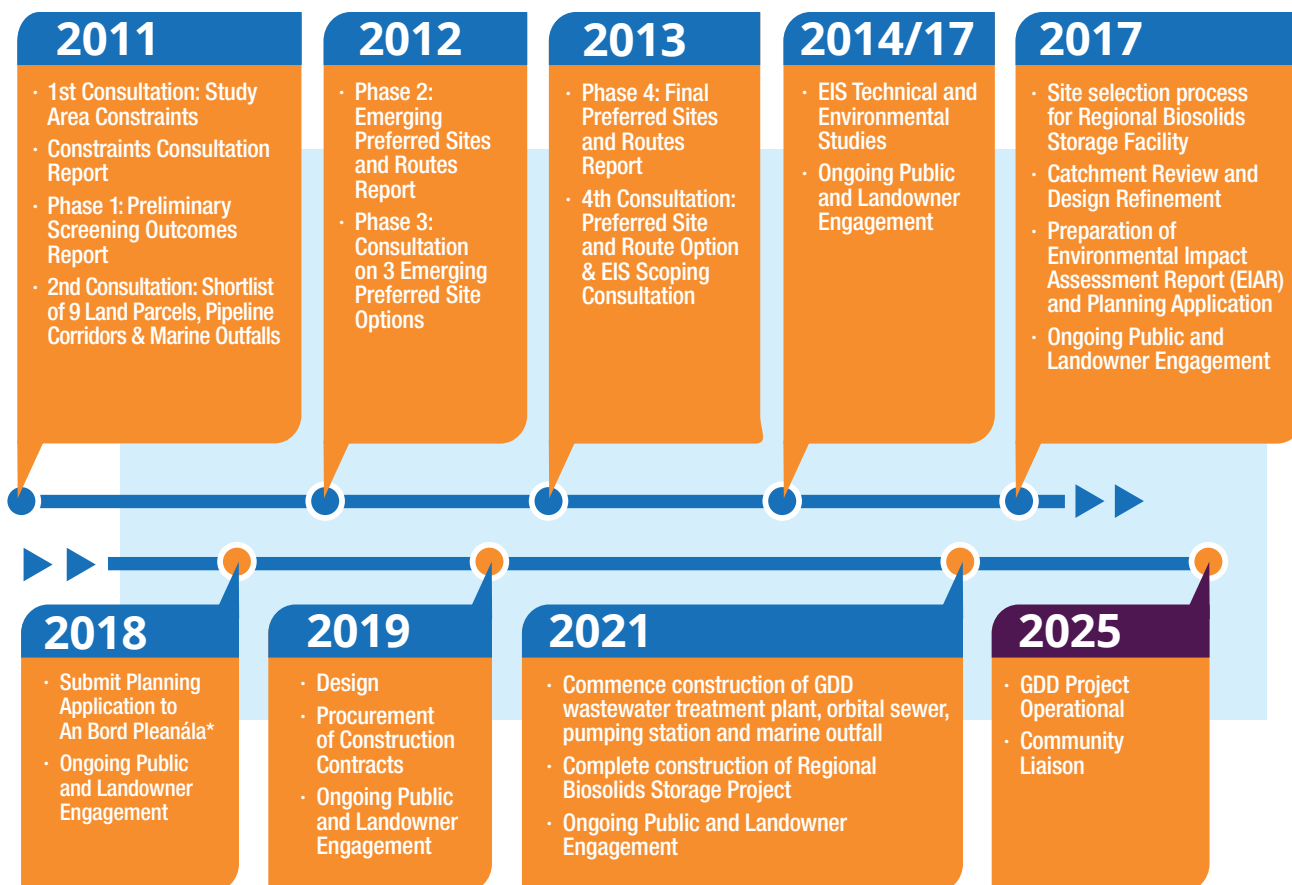 2011
· 1st Consultation: Study
Area Constraints
· Constraints Consultation
Report
· Phase 1: Preliminary
Screening Outcomes
Report
· 2nd Consultation: Shortlist
of 9 Land Parcels, Pipeline
Corridors & Marine Outfalls
2012
· Phase 2:
Emerging
Preferred Sites
and Routes
Report
· Phase 3:
Consultation
on 3 Emerging
Preferred Site
Options
2013
· Phase 4: Final
Preferred Sites
and Routes
Report
· 4th Consultation:
Preferred Site
and Route Option
& EIS Scoping
Consultation
2014/17
· EIS Technical and
Environmental
Studies
· Ongoing Public
and Landowner
Engagement
2017
· Site selection process
for Regional Biosolids
Storage Facility
· Catchment Review and
Design Refinement
· Preparation of
Environmental Impact
Assessment Report (EIAR)
and Planning Application
· Ongoing Public and
Landowner Engagement
2018
· Submit Planning
Application to
An Bord Pleanála*
· Ongoing Public
and Landowner
Engagement
2019
· Design
· Procurement
of Construction
Contracts
· Ongoing Public
and Landowner
Engagement
2021
· Commence construction of GDD
wastewater treatment plant, orbital sewer,
pumping station and marine outfall
· Complete construction of Regional
Biosolids Storage Project
· Ongoing Public and Landowner
Engagement
2025
· GDD Project
Operational
· Community
Liaison